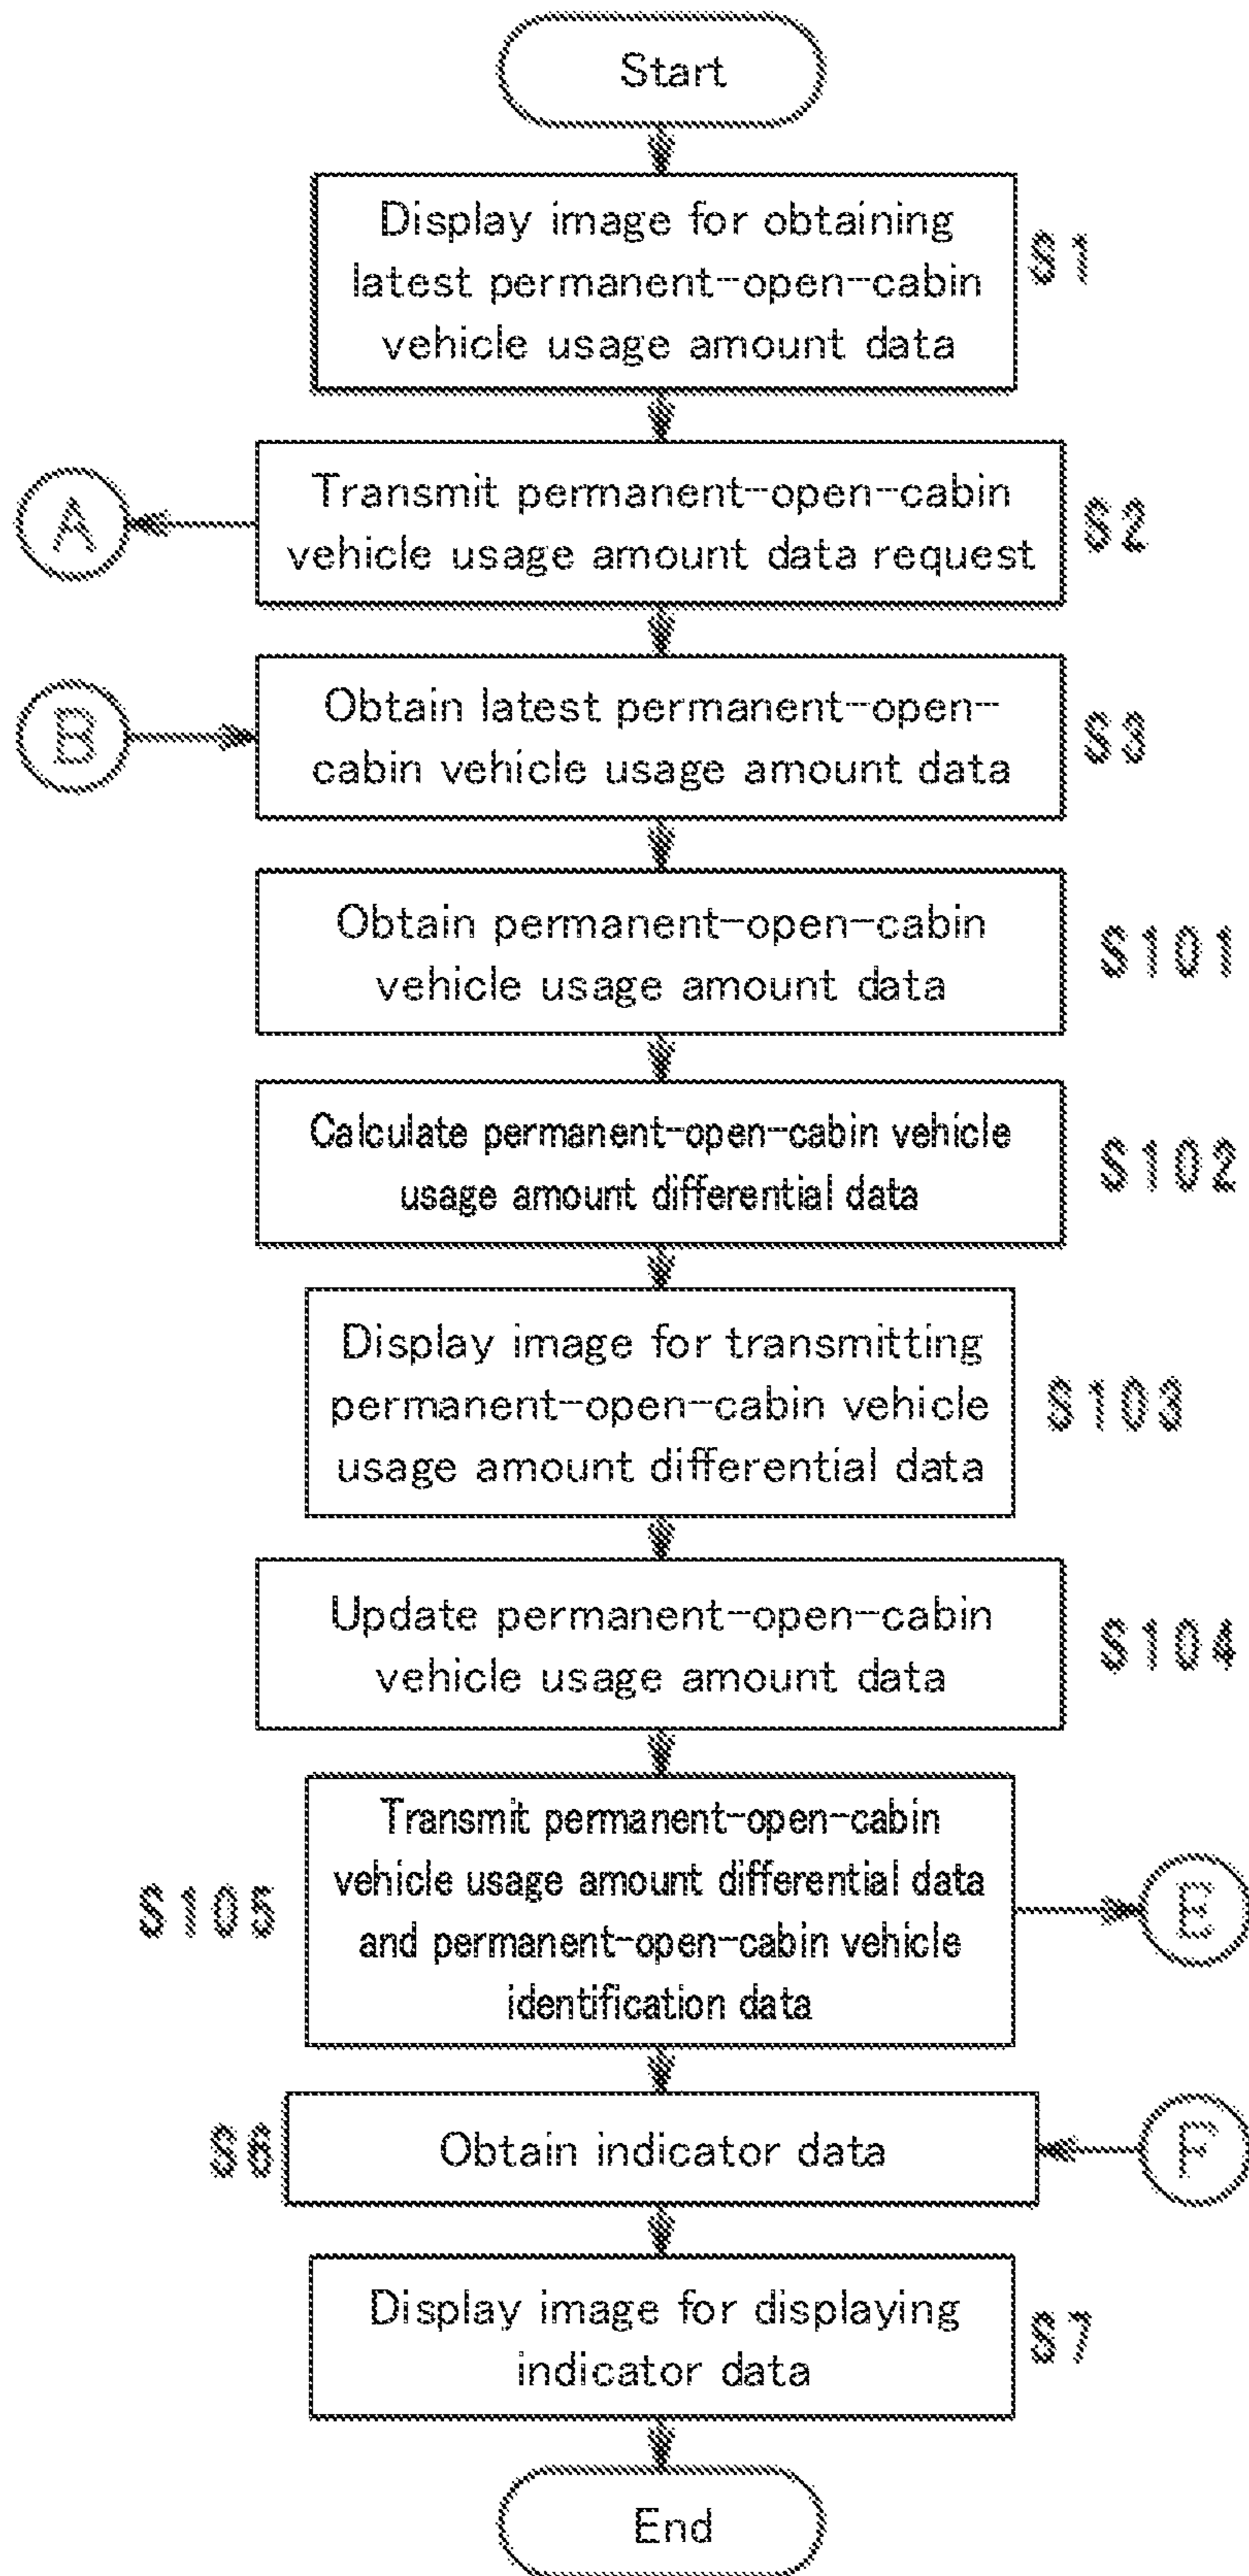 Start
Display image for obtaining
latest permanent-open-cabin
vehicle usage amount data
S1
A
Transmit permanent-open-cabin
vehicle usage amount data request
S2
B
Obtain latest permanent-open-
cabin vehicle usage amount data
S3
Obtain permanent-open-cabin
vehicle usage amount data
S101
Calculate permanent-open-cabin vehicle
usage amount differential data
S102
Display image for transmitting
permanent-open-cabin vehicle
usage amount differential data
S103
Update permanent-open-cabin
vehicle usage amount data
S104
S105
Transmit permanent-open-cabin
vehicle usage amount differential data
and permanent-open-cabin vehicle
identification data
E
S6
Obtain indicator data
F
Display image for displaying
indicator data
S7
End